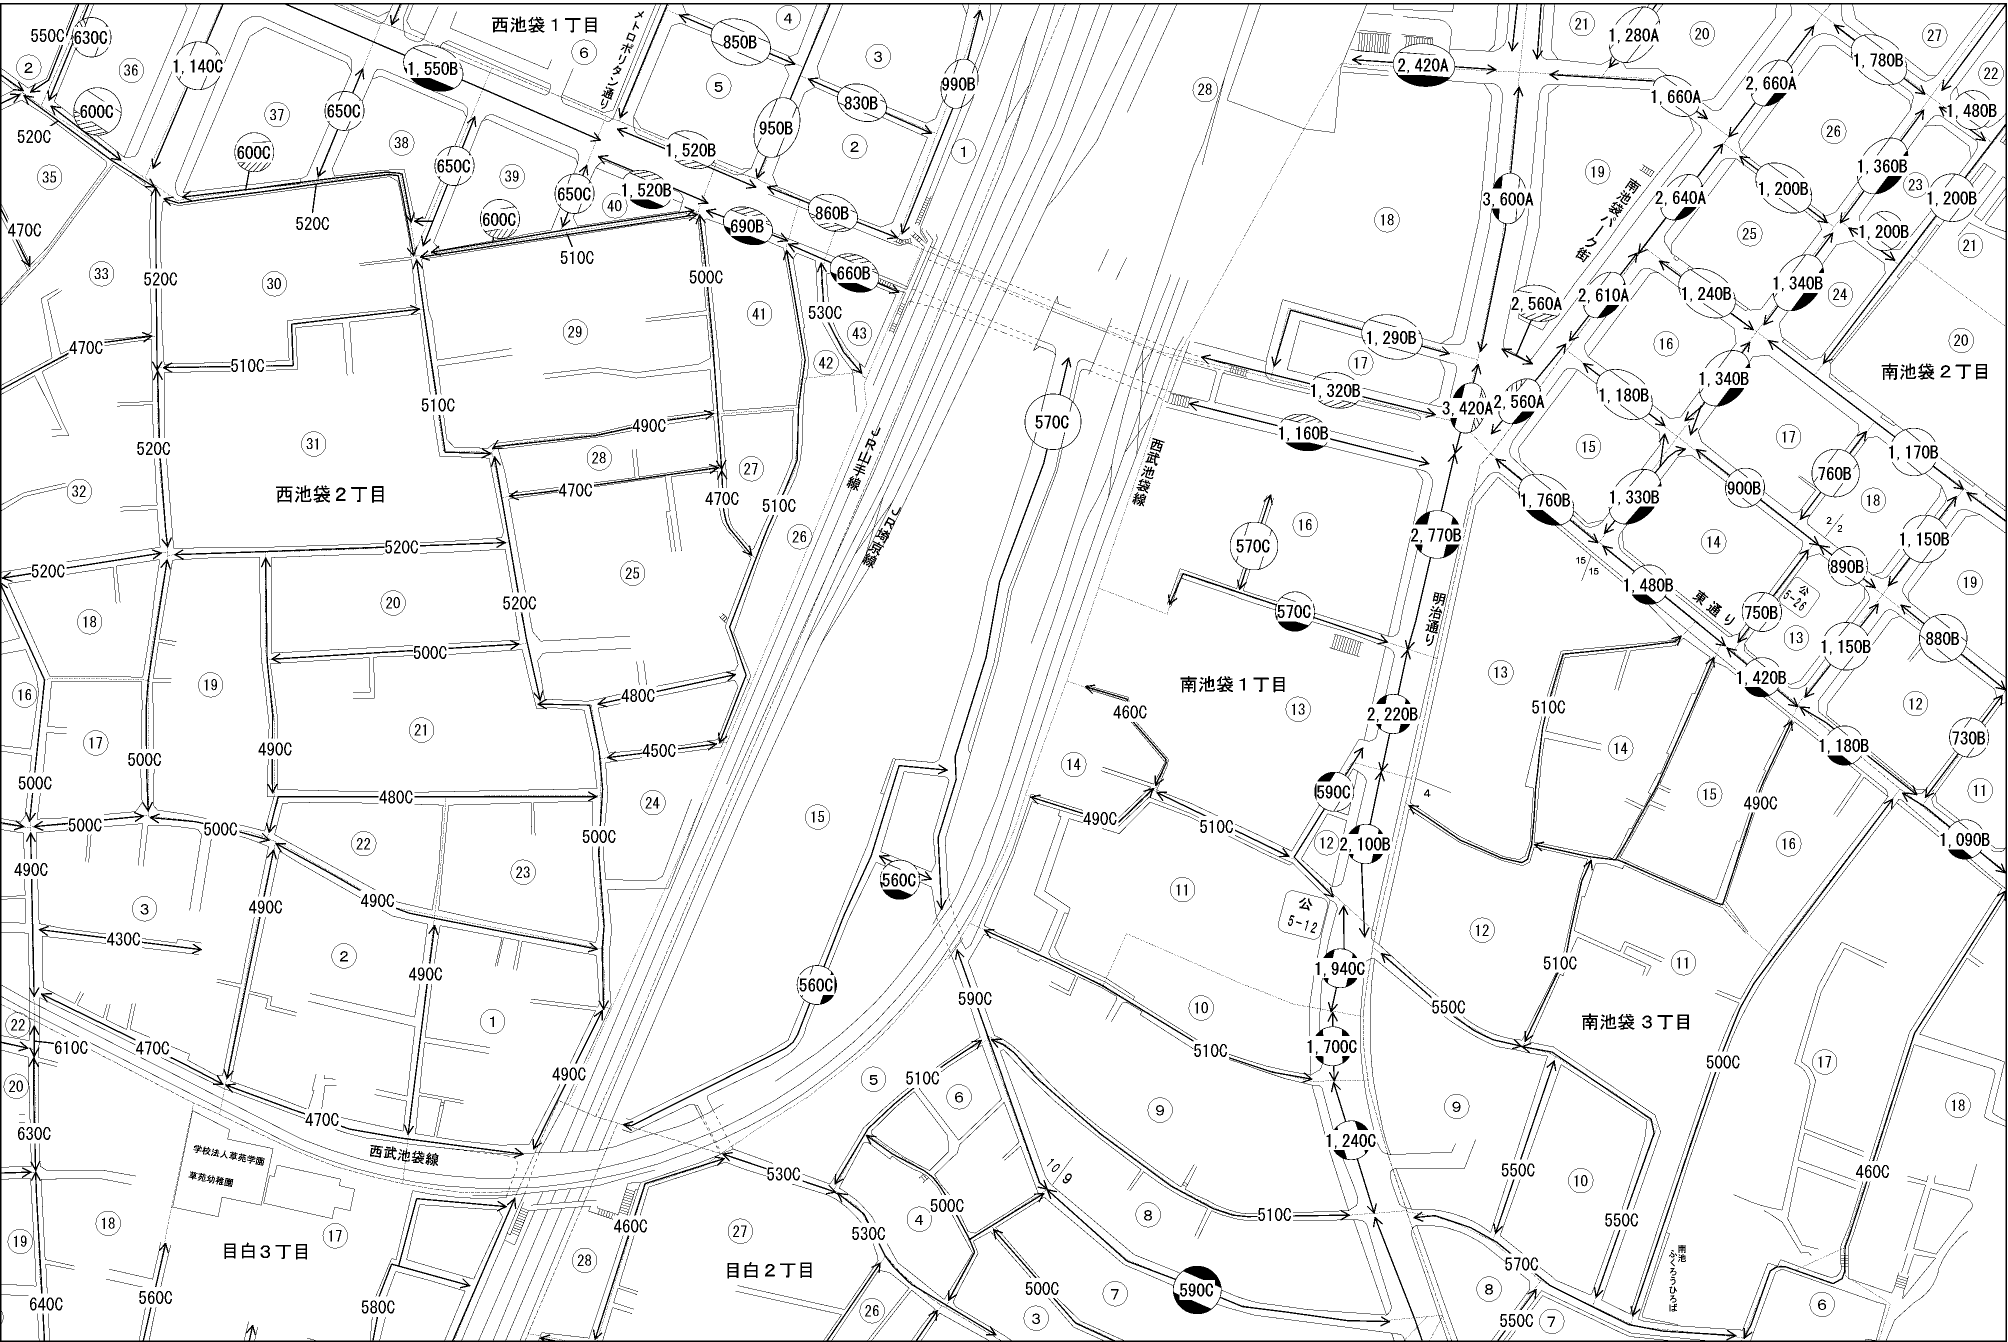 西池袋1丁目
メトロポリタン通り
550C
630C
1,140C
1,550B
850B
830B
990B
950B
2,420A
1,280A
1,660A
2,660A
1,780B
1,480B
600C
650C
520C
600C
650C
650C
600C
1,520B
1,520B
860B
690B
660B
3,600A
2,640A
1,200B
1,360B
1,200B
1,200B
南池袋パーク街
520C
470C
510C
500C
530C
520C
2,560A
2,610A
1,240B
1,340B
1,290B
1,320B
470C
510C
510C
570C
3,420A
2,560A
1,180B
1,340B
南池袋2丁目
490C
470C
470C
520C
510C
1,160B
1,170B
760B
西池袋2丁目
JR山手線
JR埼京線
西武池袋線
1,760B
1,330B
900B
2,770B
1,150B
890B
520C
520C
520C
570C
570C
明治通り
1,480B
東通り
750B
公
5-26
880B
1,150B
500C
480C
450C
南池袋1丁目
460C
2,220B
510C
1,420B
1,180B
730B
490C
500C
500C
480C
590C
490C
510C
2,100B
490C
1,090B
500C
500C
500C
490C
490C
490C
560C
公
5-12
430C
490C
560C
590C
1,940C
510C
550C
南池袋3丁目
610C
470C
490C
510C
1,700C
500C
510C
630C
470C
西武池袋線
学校法人草苑学園
草苑幼稚園
530C
1,240C
550C
460C
目白3丁目
460C
500C
530C
510C
550C
570C
目白2丁目
南池
ふくろうひろば
640C
560C
580C
500C
590C
550C